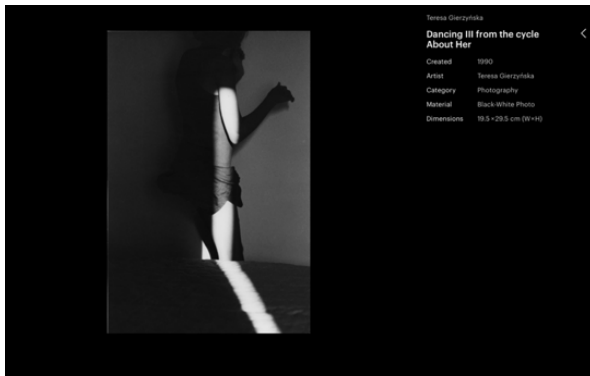 Teresa Gierzyńska
Dancing III from the cycle
About Her
Created 1990
Artist Teresa Gierzyńska
Category Photography
Material Black-White Photo
Dimensions 19.5 ×29.5 cm (W×H)